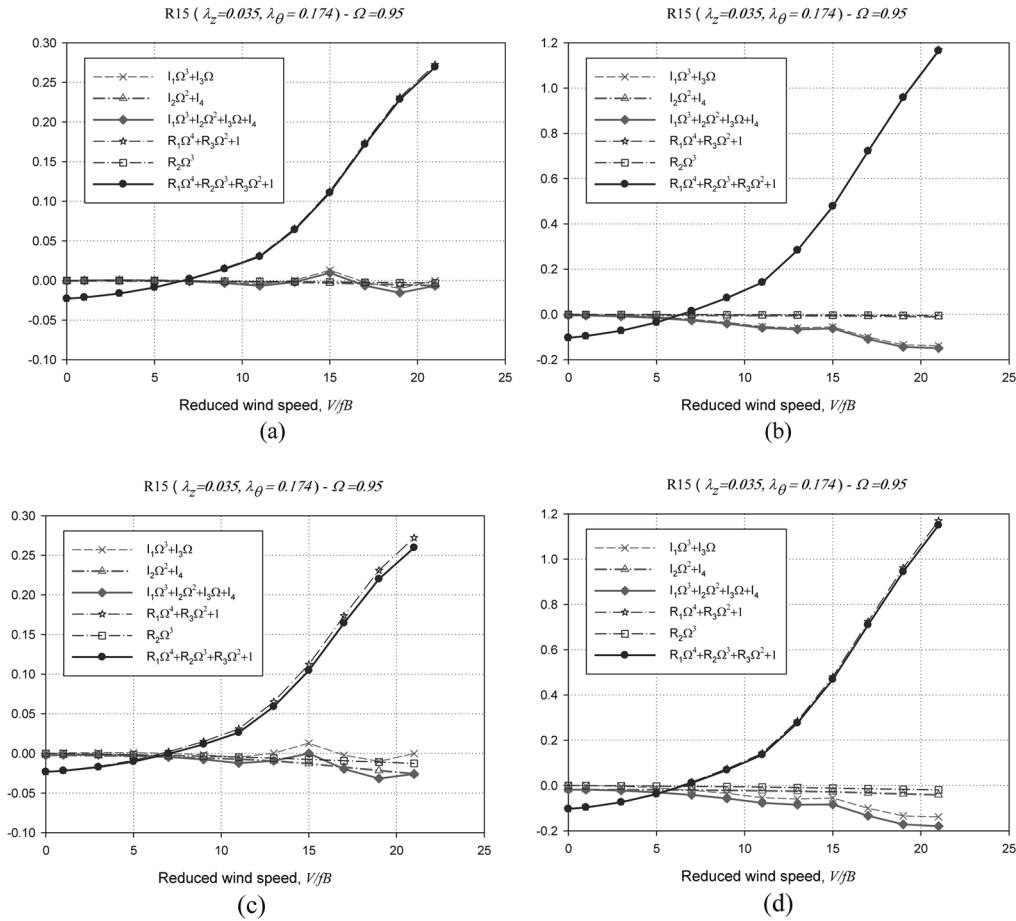 R15 ( λz=0.035, λθ = 0.174 ) - Ω =0.95
0.30
0.25
0.20
0.15
0.10
0.05
0.00
-0.05
-0.10
I₁Ω³+I₃Ω
I₂Ω²+I₄
I₁Ω³+I₂Ω²+I₃Ω+I₄
R₁Ω⁴+R₃Ω²+1
R₂Ω³
R₁Ω⁴+R₂Ω³+R₃Ω²+1
0 5 10 15 20 25
Reduced wind speed, V/fB
(a)
R15 ( λz=0.035, λθ = 0.174 ) - Ω =0.95
1.2
1.0
0.8
0.6
0.4
0.2
0.0
-0.2
I₁Ω³+I₃Ω
I₂Ω²+I₄
I₁Ω³+I₂Ω²+I₃Ω+I₄
R₁Ω⁴+R₃Ω²+1
R₂Ω³
R₁Ω⁴+R₂Ω³+R₃Ω²+1
0 5 10 15 20 25
Reduced wind speed, V/fB
(b)
R15 ( λz=0.035, λθ = 0.174 ) - Ω =0.95
0.30
0.25
0.20
0.15
0.10
0.05
0.00
-0.05
-0.10
I₁Ω³+I₃Ω
I₂Ω²+I₄
I₁Ω³+I₂Ω²+I₃Ω+I₄
R₁Ω⁴+R₃Ω²+1
R₂Ω³
R₁Ω⁴+R₂Ω³+R₃Ω²+1
0 5 10 15 20 25
Reduced wind speed, V/fB
(c)
R15 ( λz=0.035, λθ = 0.174 ) - Ω =0.95
1.2
1.0
0.8
0.6
0.4
0.2
0.0
-0.2
I₁Ω³+I₃Ω
I₂Ω²+I₄
I₁Ω³+I₂Ω²+I₃Ω+I₄
R₁Ω⁴+R₃Ω²+1
R₂Ω³
R₁Ω⁴+R₂Ω³+R₃Ω²+1
0 5 10 15 20 25
Reduced wind speed, V/fB
(d)